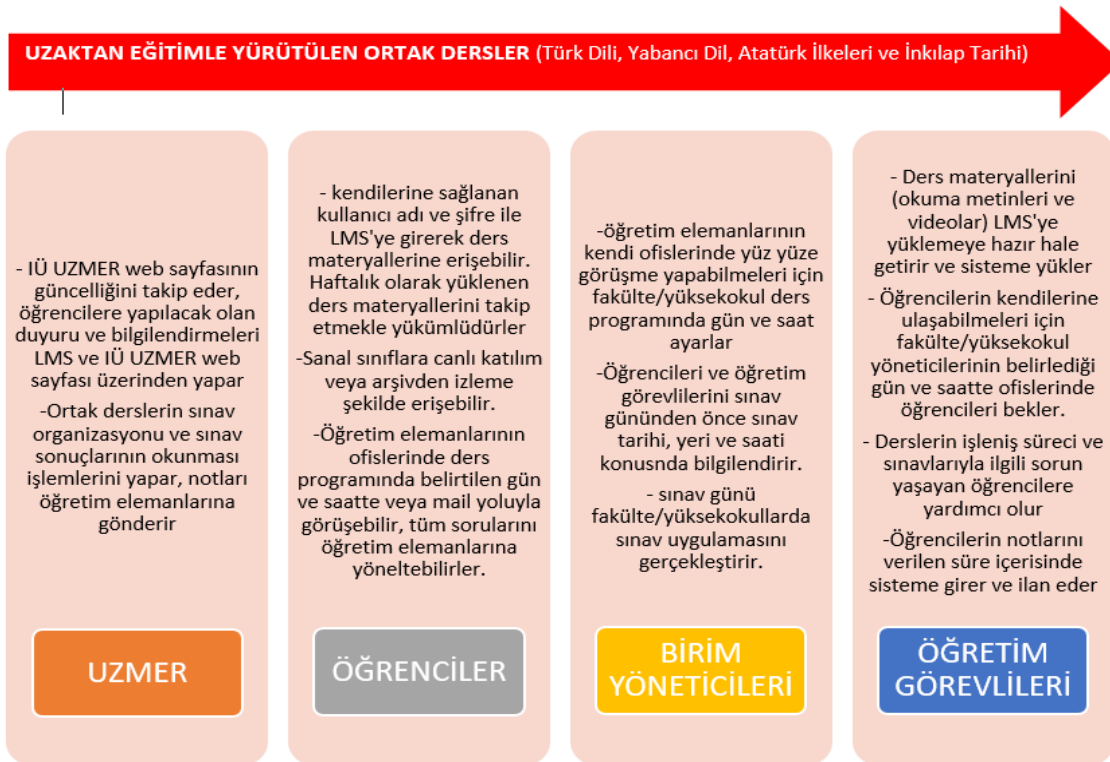 UZAKTAN EĞİTİMLE YÜRÜTÜLEN ORTAK DERSLER (Türk Dili, Yabancı Dil, Atatürk İlkeleri ve İnkılap Tarihi)
- IÜ UZMER web sayfasının
güncelliğini takip eder,
öğrencilere yapılacak olan
duyuru ve bilgilendirmeleri
LMS ve IÜ UZMER web
sayfası üzerinden yapar
-Ortak derslerin sınav
organizasyonu ve sınav
sonuçlarının okunması
işlemlerini yapar, notları
öğretim elemanlarına
gönderir
UZMER
- kendilerine sağlanan
kullanıcı adı ve şifre ile
LMS'ye girerek ders
materyallerine erişebilir.
Haftalık olarak yüklenen
ders materyallerini takip
etmekle yükümlüdürler
-Sanal sınıflara canlı katılım
veya arşivden izleme
şekilde erişebilir.
-Öğretim elemanlarının
ofislerinde ders
programında belirtilen gün
ve saatte veya mail yoluyla
görüşebilir, tüm sorularını
öğretim elemanlarına
yöneltebilirler.
ÖĞRENCİLER
-öğretim elemanlarının
kendi ofislerinde yüz yüze
görüşme yapabilmeleri için
fakülte/yüksekokul ders
programında gün ve saat
ayarlar
-Öğrencileri ve öğretim
görevlilerini sınav
gününden önce sınav
tarihi, yeri ve saati
konusnda bilgilendirir.
- sınav günü
fakülte/yüksekokullarda
sınav uygulamasını
gerçekleştirir.
BİRİM
YÖNETİCİLERİ
- Ders materyallerini
(okuma metinleri ve
videolar) LMS'ye
yüklemeye hazır hale
getirir ve sisteme yükler
- Öğrencilerin kendilerine
ulaşabilmeleri için
fakülte/yüksekokul
yöneticilerinin belirlediği
gün ve saatte ofislerinde
öğrencileri bekler.
- Derslerin işleniş süreci ve
sınavlarıyla ilgili sorun
yaşayan öğrencilere
yardımcı olur
-Öğrencilerin notlarını
verilen süre içerisinde
sisteme girer ve ilan eder
ÖĞRETİM
GÖREVLİLERİ